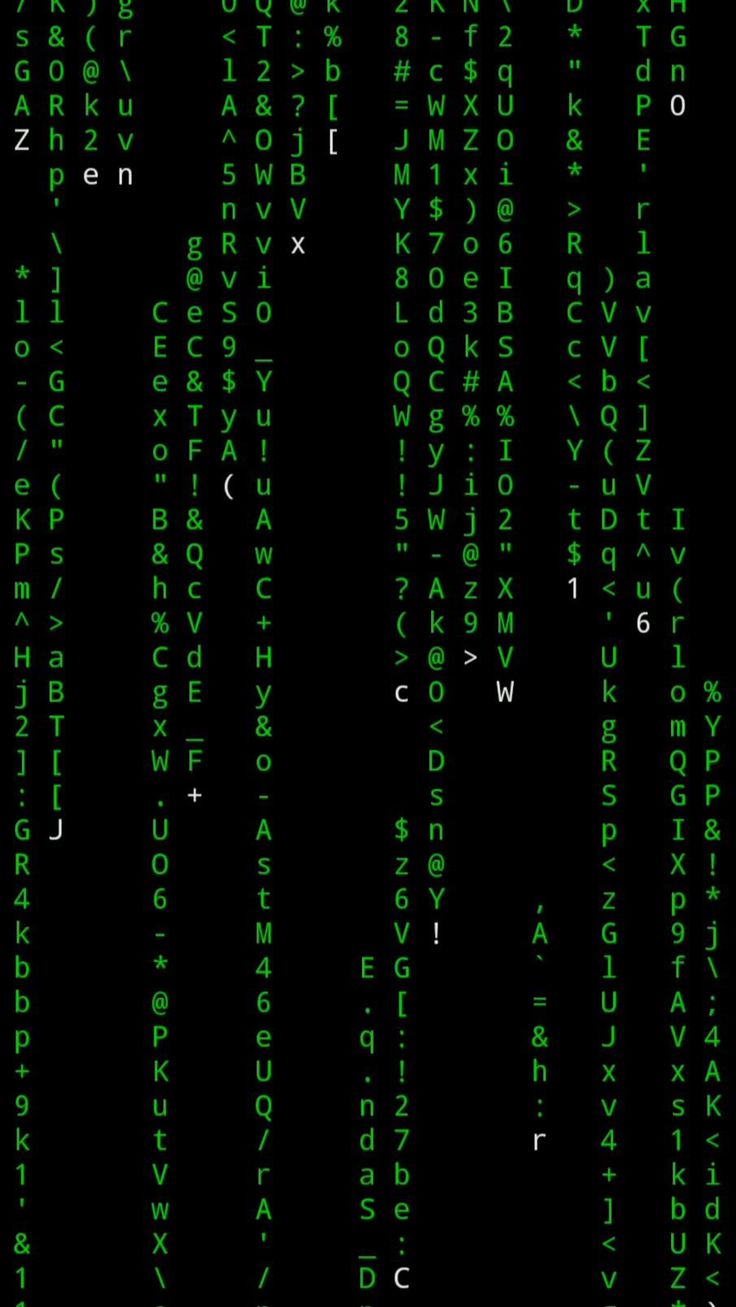 s & ( r < T : % 8 - f 2 * T G
G O @ \ l 2 > b # c $ q " d n
A R k u A & ? [ = W X U k P O
Z h 2 v ^ O j [ J M Z O & E
p e n 5 W B M 1 x i * '
' n v V Y $ ) @ > r
\ g R v x K 7 o 6 R l
* ] @ v i 8 O e I q ) a
l l C e S O L d 3 B C V v
o < E C 9 _ o Q k S c V [
- G e & $ Y Q C # A < b <
( C x T y u W g % % \ Q ]
/ " o F A ! ! y : I Y ( Z
e ( " ! ( u ! J i O - u V
K P B & A 5 W j 2 t D t I
P s & Q w " - @ " $ q ^ v
m / h c C ? A z X 1 < u (
^ > % V + ( k 9 M ' 6 r
H a C d H > @ > V U l
j B g E y c O W k o %
2 T x _ & < g m Y
] [ W F o D R Q P
: [ . + - s S G P
G J U A $ n p I &
R O s z @ < X !
4 6 t 6 Y , z p *
k - M V ! A G 9 j
b * 4 E G ` l f \
b @ 6 . [ = U A ;
p P e q : & J V 4
+ K U . ! h x x A
9 u Q n 2 : v s K
k t / d 7 r 4 1 <
1 V r a b + k i
' w A S e ] b d
& X ' _ : < U K
1 \ / D C v Z <